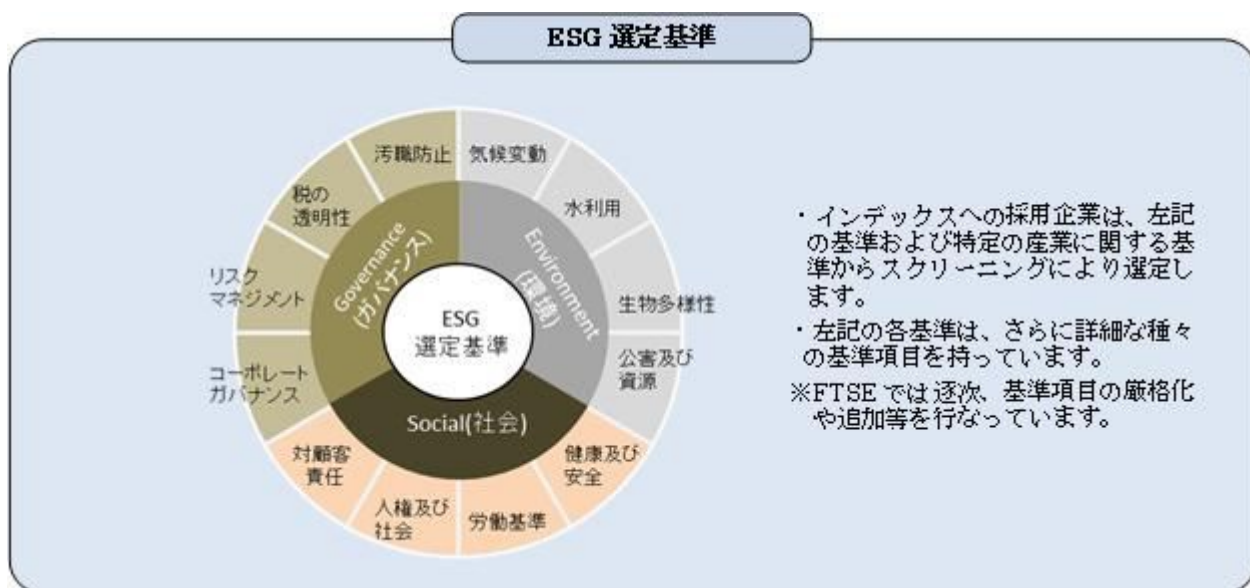 ESG 選定基準
汚職防止
気候変動
水利用
生物多様性
公害及び
資源
健康及び
安全
労働基準
人権及び
社会
対顧客
責任
コーポレート
ガバナンス
リスク
マネジメント
税の
透明性
Governance
(ガバナンス)
Environment
(環境)
Social(社会)
ESG
選定基準
・インデックスへの採用企業は、左記
の基準および特定の産業に関する基
準からスクリーニングにより選定し
ます。
・左記の各基準は、さらに詳細な種々
の基準項目を持っています。
※FTSEでは逐次、基準項目の厳格化
や追加等を行なっています。